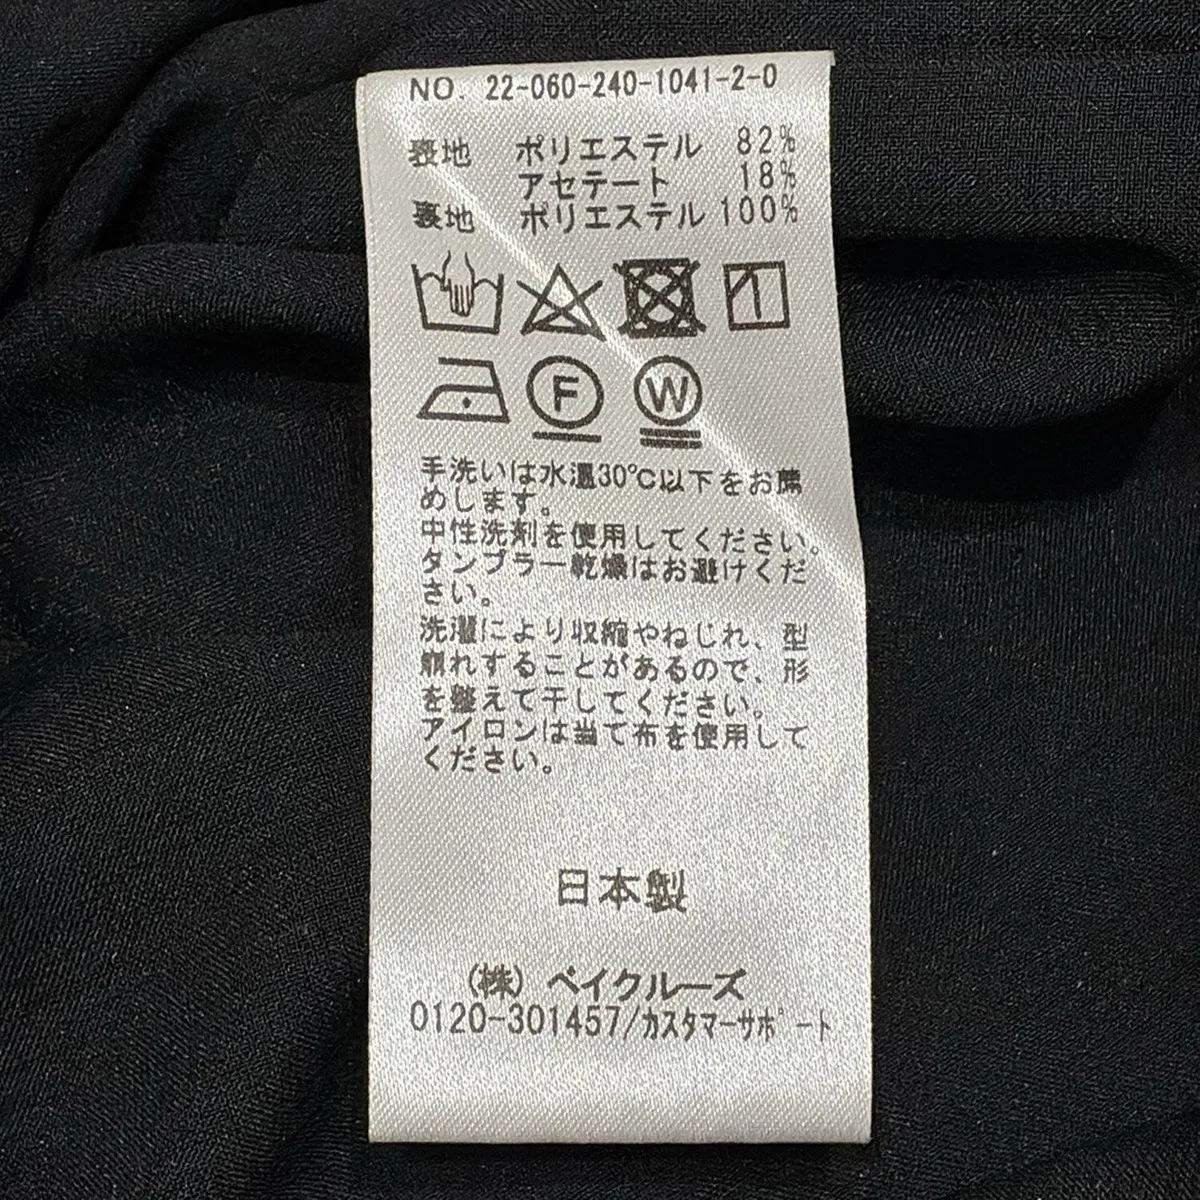 NO. 22-060-240-1041-2-0
表地 ポリエステル 82%
アセテート 18%
裏地 ポリエステル 100%
F W
手洗いは水温30℃以下をお薦
めします。
中性洗剤を使用してください。
タンブラー乾燥はお避けくだ
さい。
洗濯により収縮やねじれ、型
崩れすることがあるので、形
を整えて干してください。
アイロンは当て布を使用して
ください。
日本製
(株) ベイクルーズ
0120-301457/カスタマーサポート